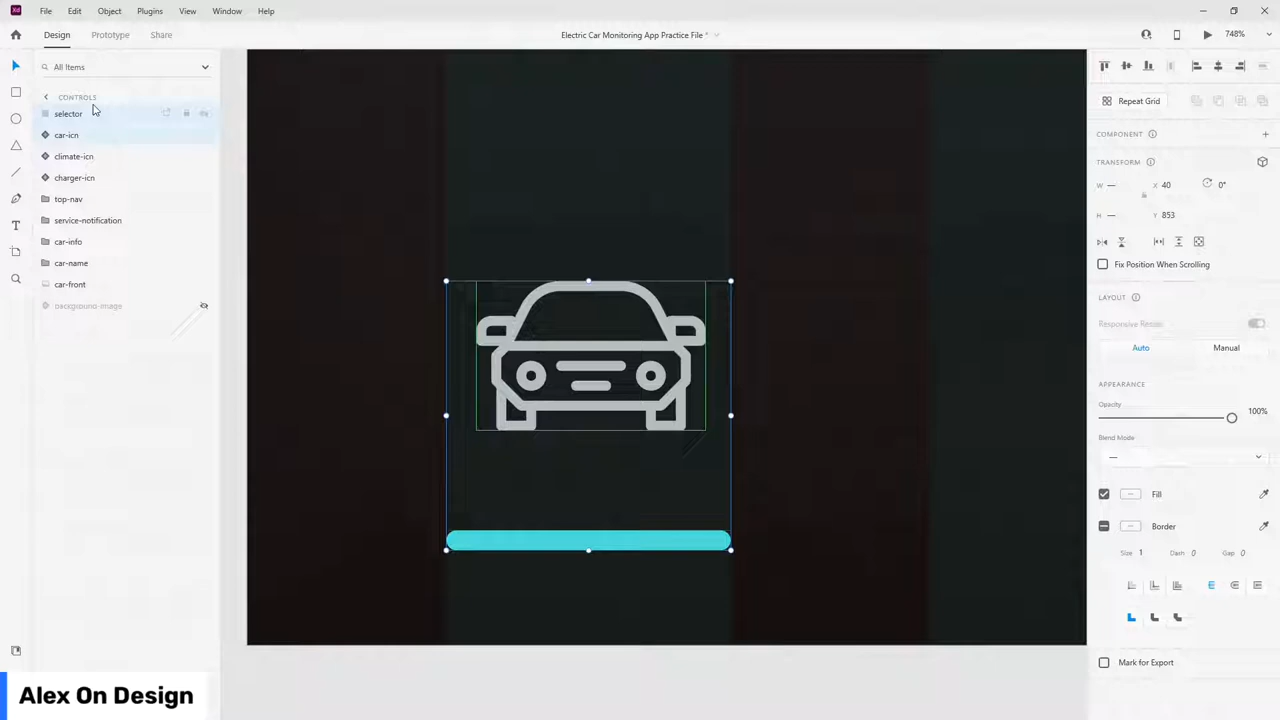 Xd File Edit Object Plugins View Window Help
Design Prototype Share Electric Car Monitoring App Practice File * 748%
All Items
CONTROLS
selector
car-icn
climate-icn
charger-icn
top-nav
service-notification
car-info
car-name
car-front
background-image
Repeat Grid
COMPONENT
TRANSFORM
W — X 40 0°
H — Y 853
Fix Position When Scrolling
LAYOUT
Responsive Resize
Auto Manual
APPEARANCE
Opacity
100%
Blend Mode
—
Fill
Border
Size 1 Dash 0 Gap 0
Mark for Export
Alex On Design